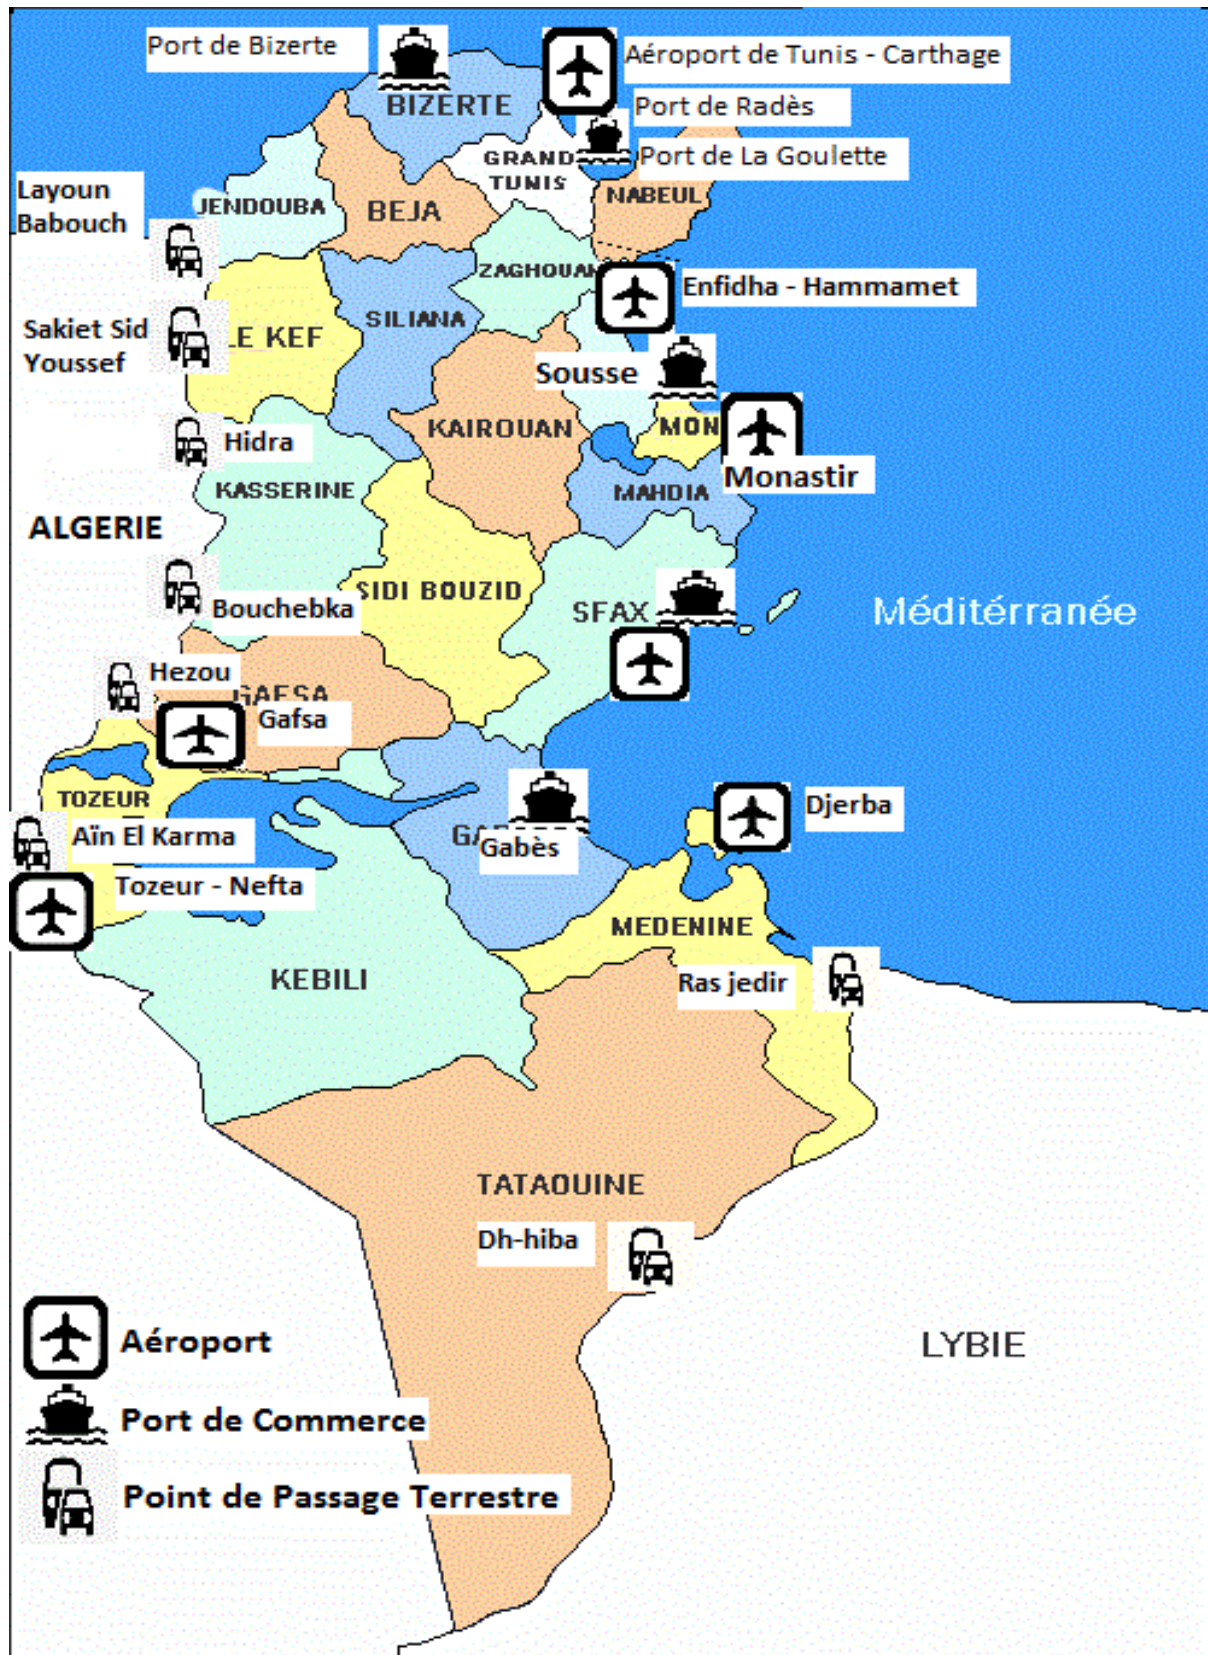 Port de Bizerte
Aéroport de Tunis - Carthage
BIZERTE
Port de Radès
GRAND
TUNIS
Port de La Goulette
Layoun
Babouch
JENDOUBA
BEJA
NABEUL
ZAGHOUAN
Enfidha - Hammamet
Sakiet Sid
Youssef
LE KEF
SILIANA
Sousse
Hidra
KAIROUAN
MON
Monastir
KASSERINE
MAHDIA
ALGERIE
SIDI BOUZID
SFAX
Méditérranée
Bouchebka
Hezou
GAFSA
Gafsa
TOZEUR
Djerba
Aïn El Karma
Gabès
Tozeur - Nefta
MEDENINE
KEBILI
Ras jedir
TATAOUINE
Dh-hiba
Aéroport
LYBIE
Port de Commerce
Point de Passage Terrestre